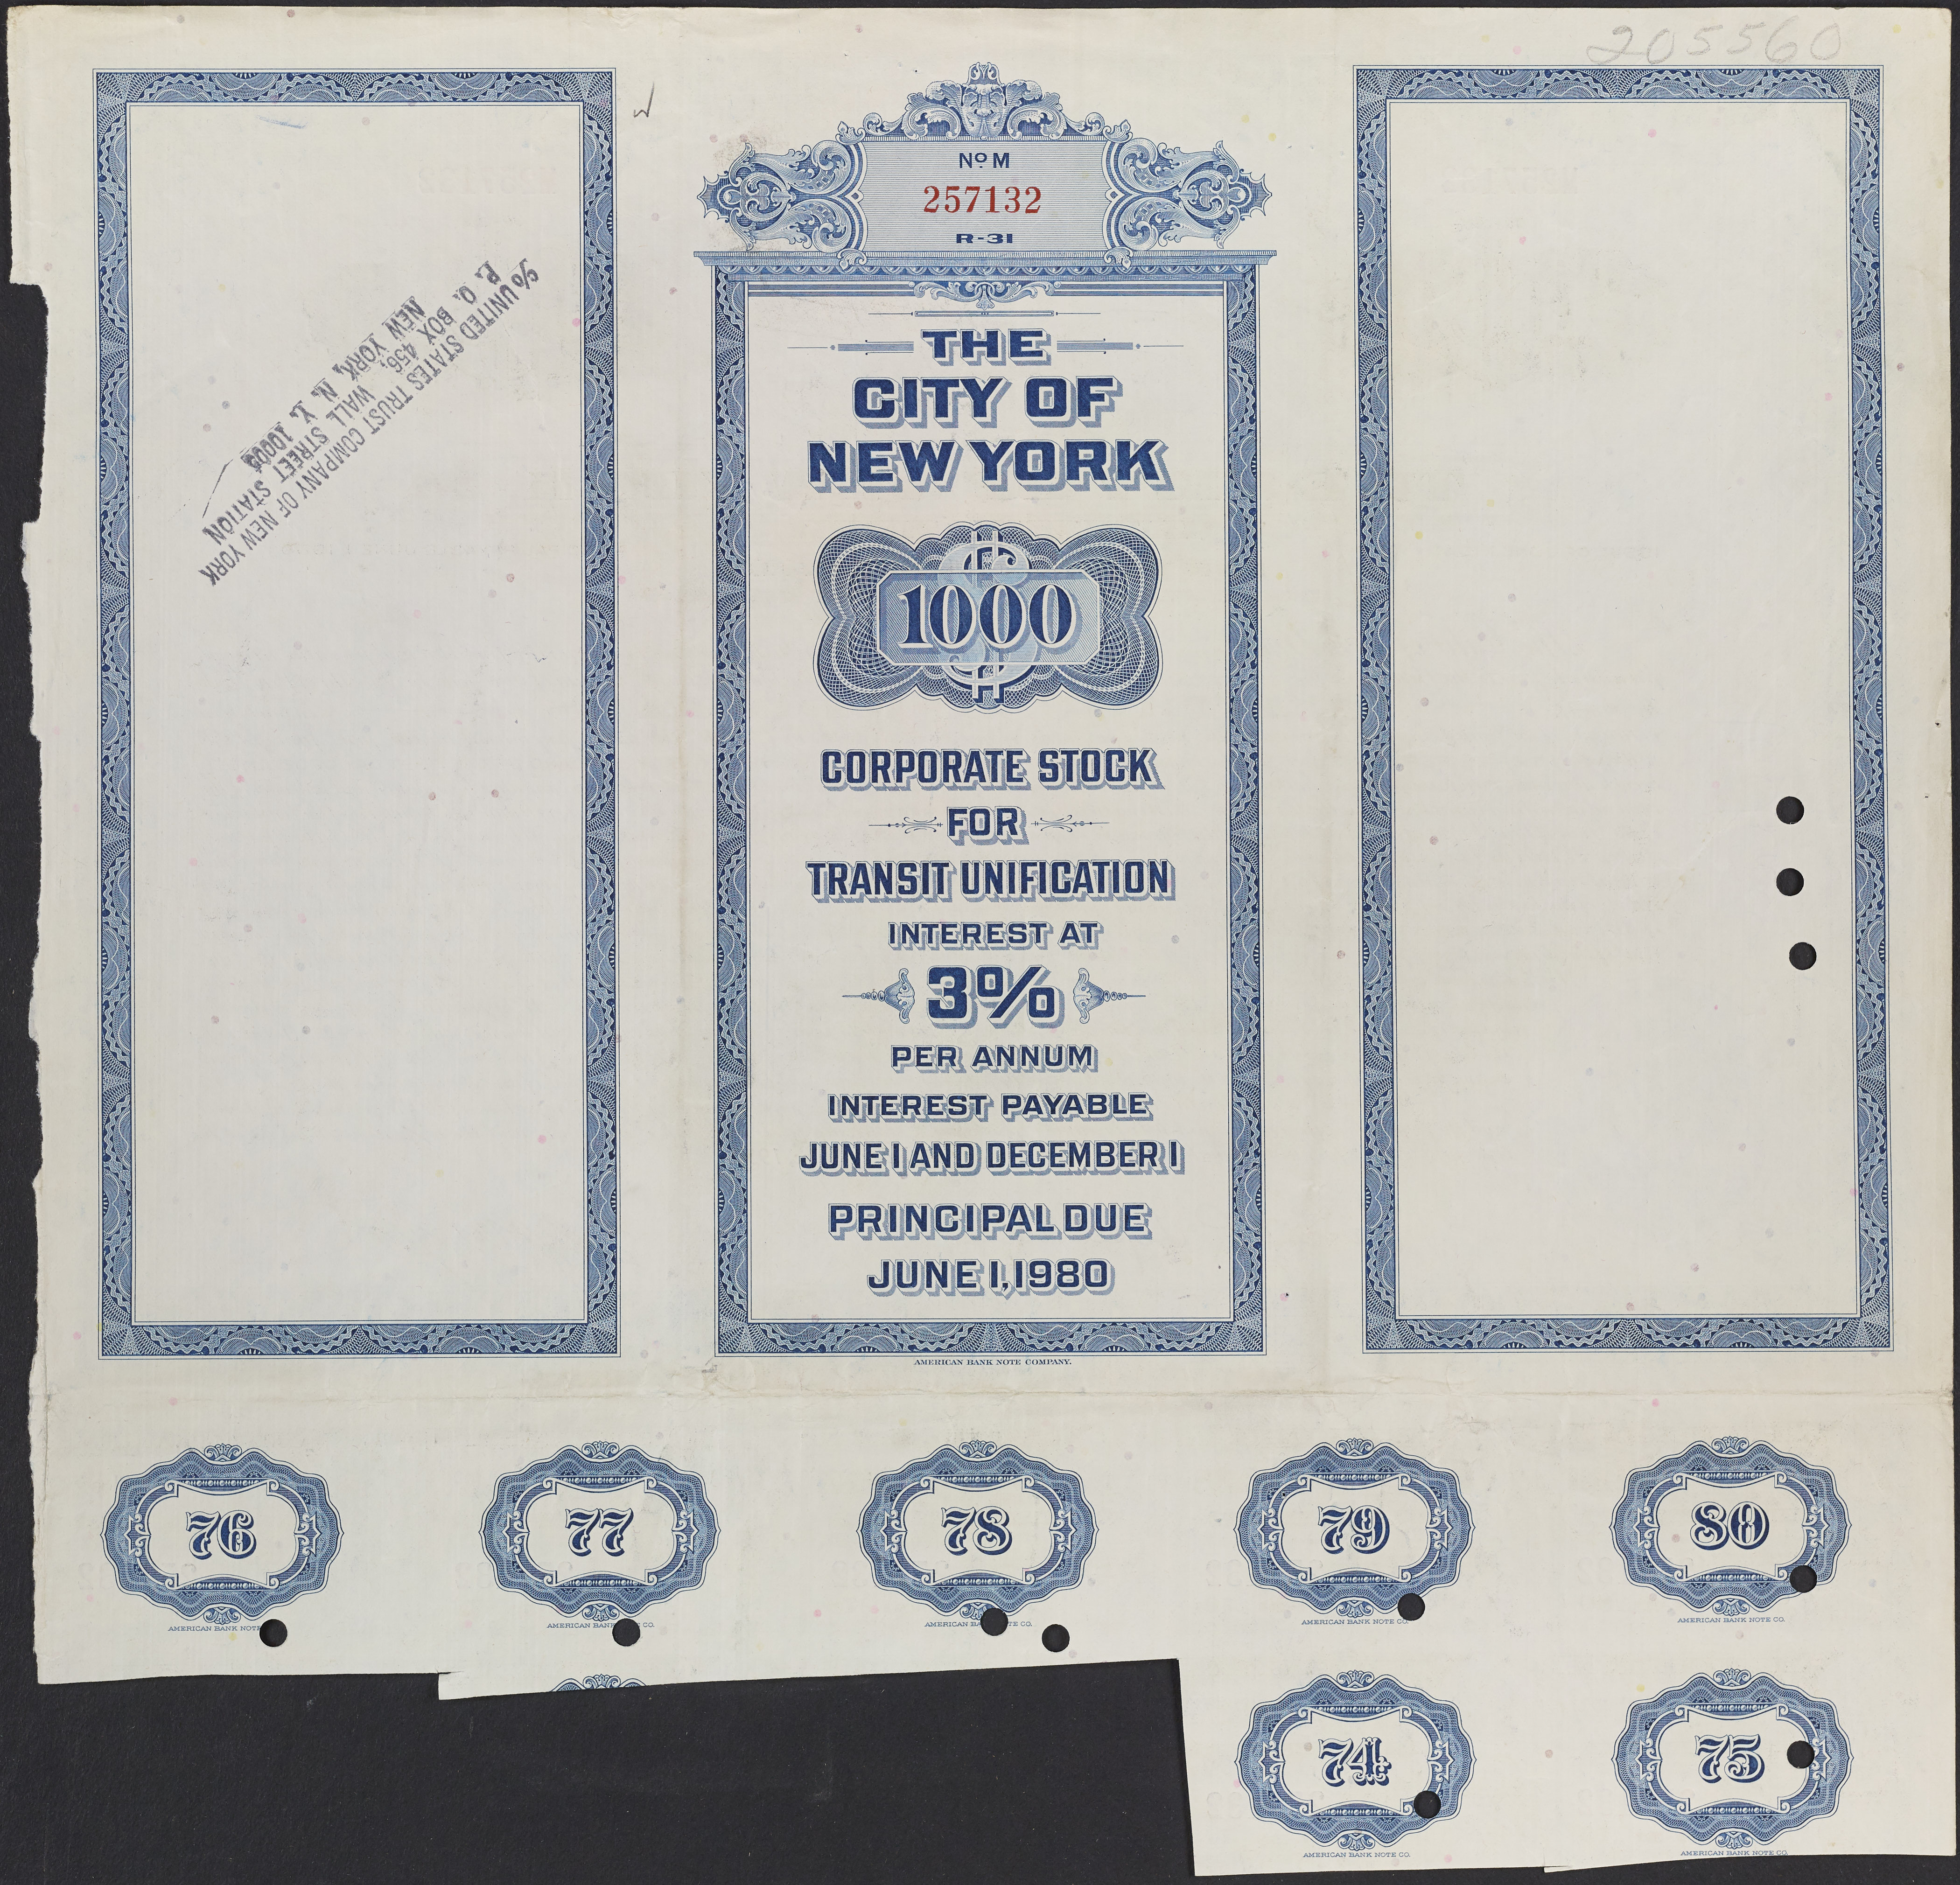 205560
No. M
257132
R-31
THE
CITY OF
NEW YORK
$1000
CORPORATE STOCK
FOR
TRANSIT UNIFICATION
INTEREST AT
3%
PER ANNUM
INTEREST PAYABLE
JUNE 1 AND DECEMBER 1
PRINCIPAL DUE
JUNE 1, 1980
AMERICAN BANK NOTE COMPANY.
% UNITED STATES TRUST COMPANY OF NEW YORK
P. O. BOX 456, WALL STREET STATION
NEW YORK, N. Y. 10005
76
77
78
79
80
AMERICAN BANK NOTE
AMERICAN BANK CO.
AMERICAN BA TE CO.
AMERICAN BANK NOTE CO.
AMERICAN BANK NOTE CO.
74
75
AMERICAN BANK NOTE CO.
AMERICAN BANK NOTE CO.